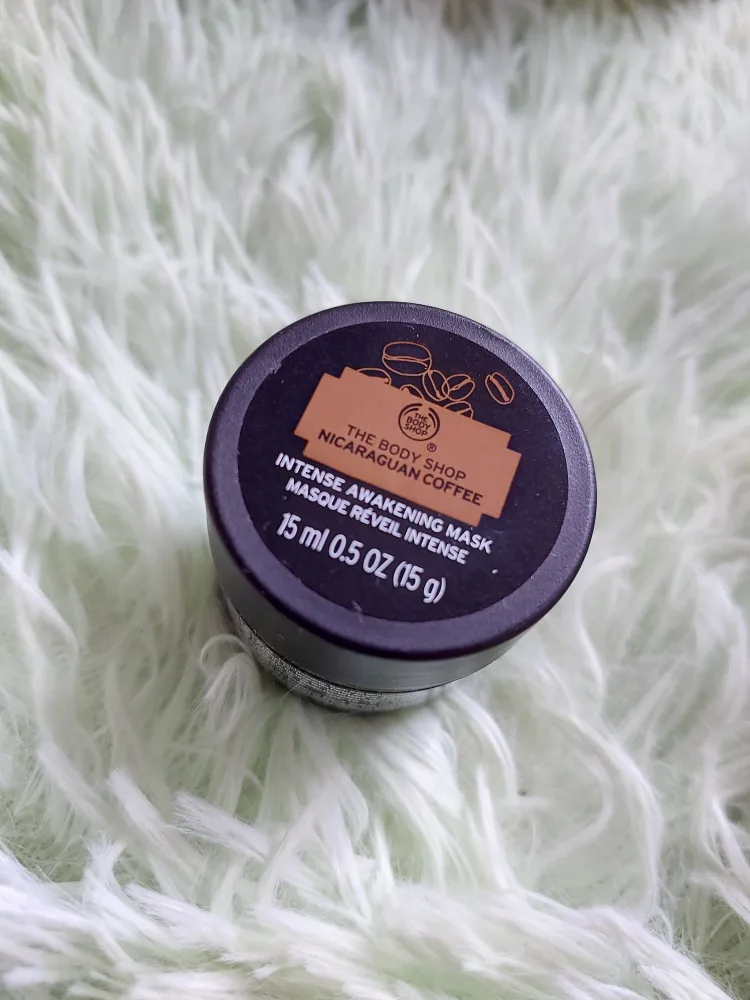 THE
BODY
SHOP
®
THE BODY SHOP
NICARAGUAN COFFEE
INTENSE AWAKENING MASK
MASQUE RÉVEIL INTENSE
15 ml 0.5 OZ (15 g)